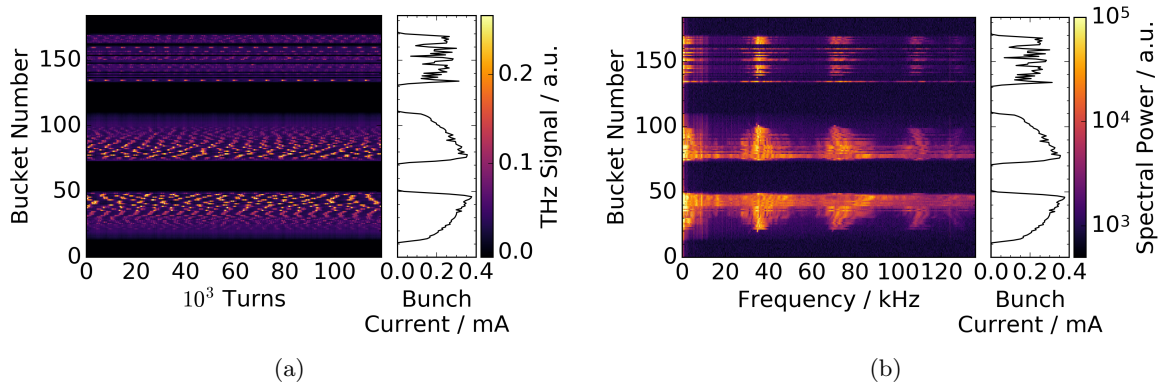 150
100
50
0
Bucket Number
0 20 40 60 80 100
10³ Turns
0.0 0.2 0.4
Bunch
Current / mA
0.2
0.1
0.0
THz Signal / a.u.
(a)
150
100
50
0
Bucket Number
0 20 40 60 80 100 120
Frequency / kHz
0.0 0.2 0.4
Bunch
Current / mA
10⁵
10⁴
10³
Spectral Power / a.u.
(b)